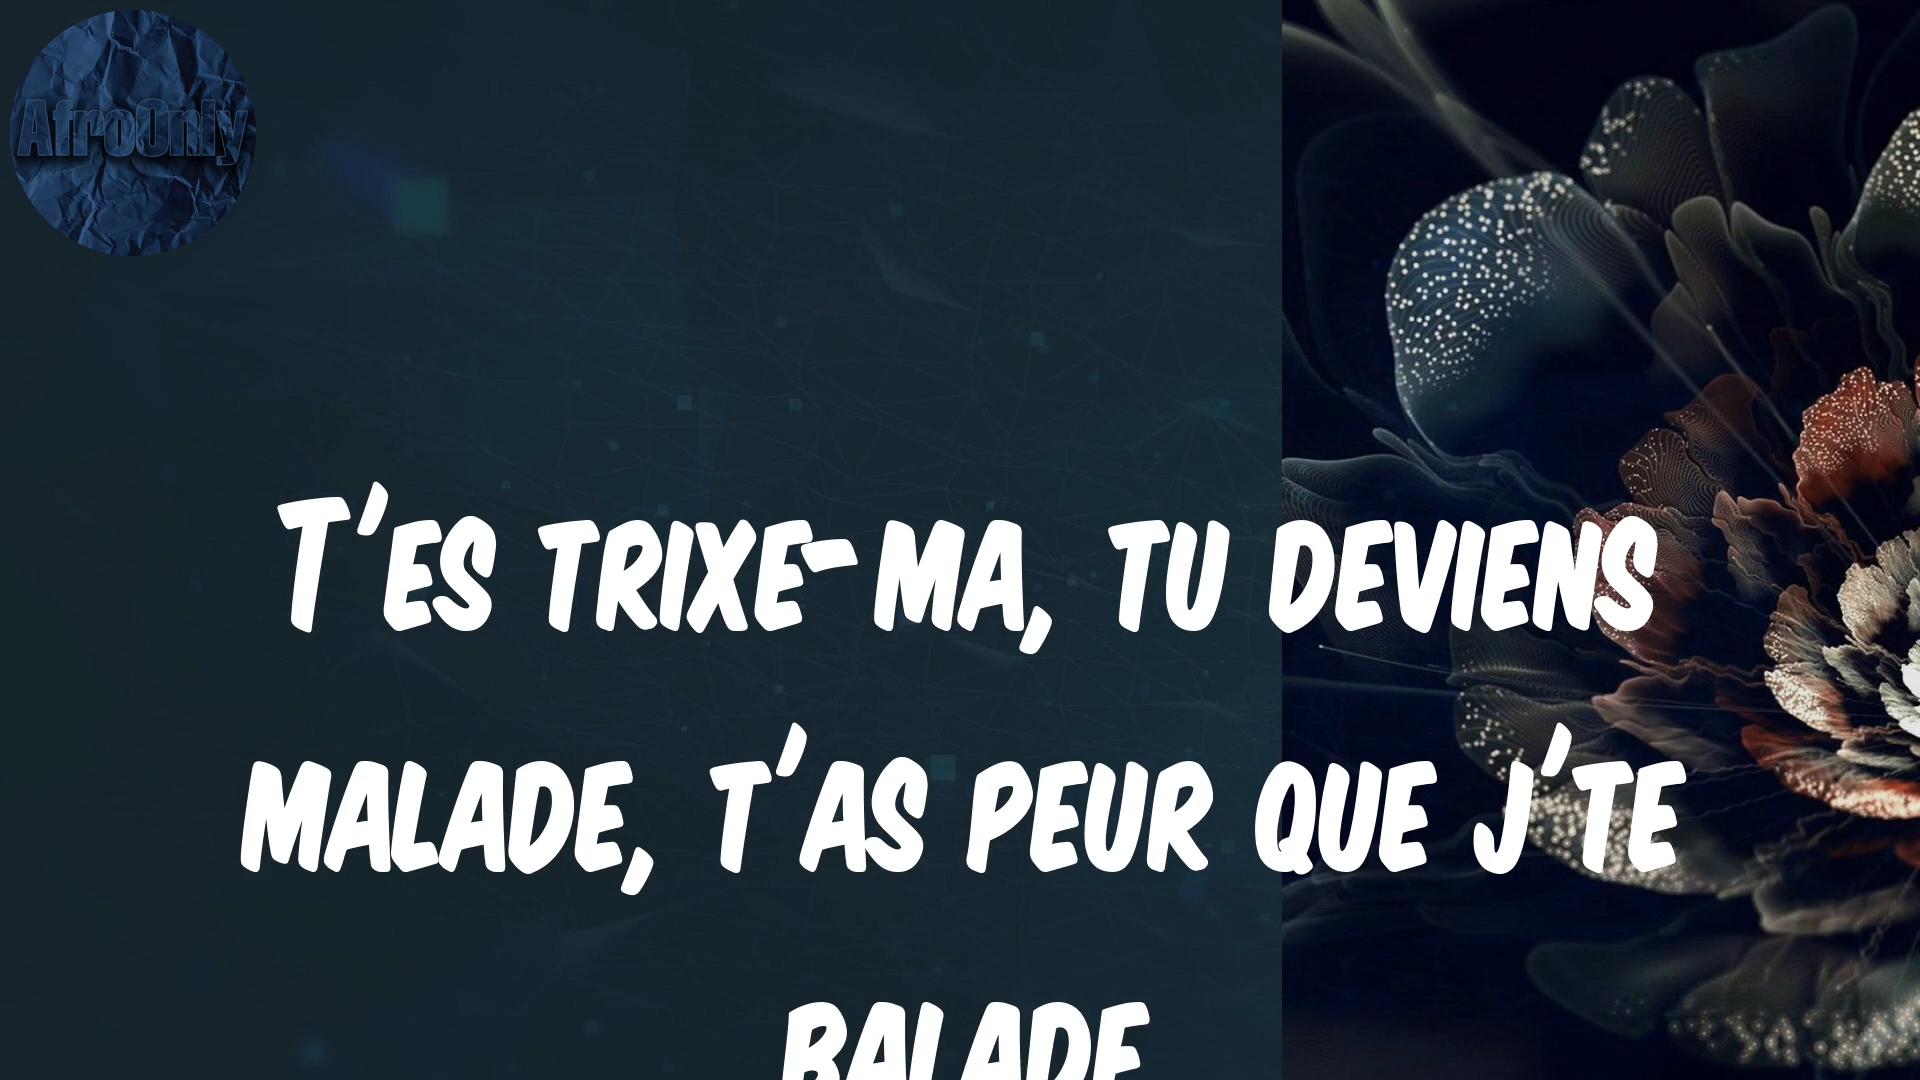 AfroOnly
T'es trixe-ma, tu deviens
malade, t'as peur que j'te
balade